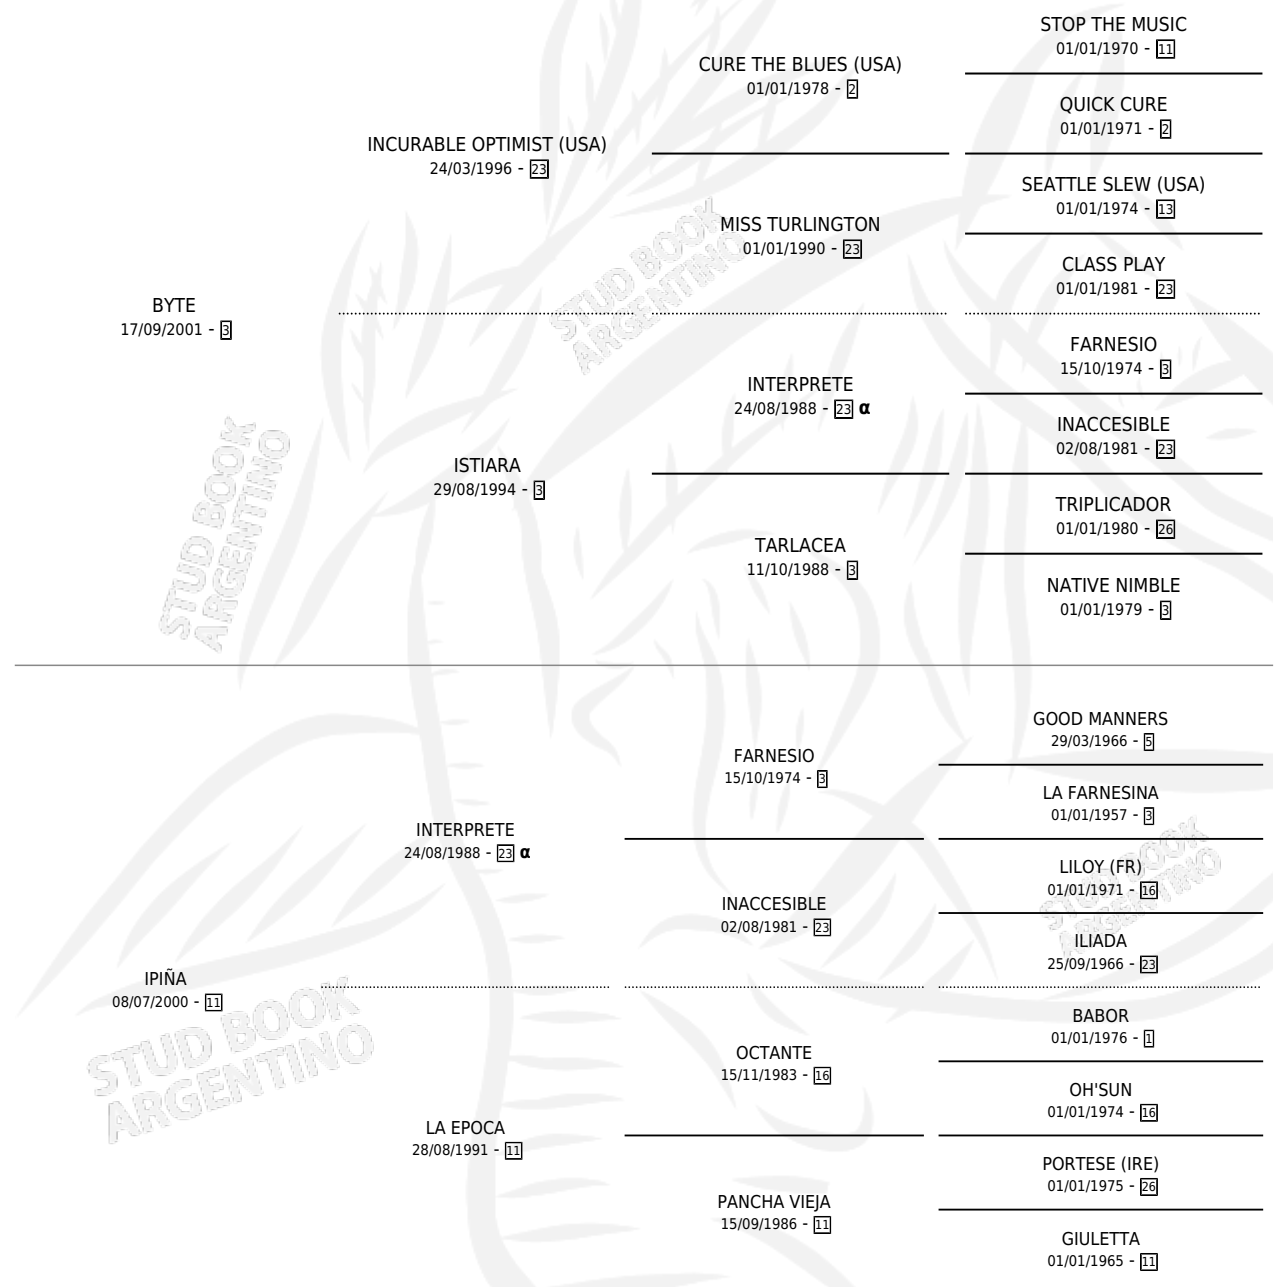 STOP THE MUSIC
01/01/1970 - 11
CURE THE BLUES (USA)
01/01/1978 - 2
QUICK CURE
01/01/1971 - 2
INCURABLE OPTIMIST (USA)
24/03/1996 - 23
SEATTLE SLEW (USA)
01/01/1974 - 13
MISS TURLINGTON
01/01/1990 - 23
CLASS PLAY
01/01/1981 - 23
BYTE
17/09/2001 - 3
STUD BOOK
ARGENTINO
FARNESIO
15/10/1974 - 3
INTERPRETE
24/08/1988 - 23 α
INACCESIBLE
02/08/1981 - 23
ISTIARA
29/08/1994 - 3
TRIPLICADOR
01/01/1980 - 26
TARLACEA
11/10/1988 - 3
NATIVE NIMBLE
01/01/1979 - 3
STUD BOOK
ARGENTINO
GOOD MANNERS
29/03/1966 - 5
FARNESIO
15/10/1974 - 3
LA FARNESINA
01/01/1957 - 3
INTERPRETE
24/08/1988 - 23 α
LILOY (FR)
01/01/1971 - 16
INACCESIBLE
02/08/1981 - 23
ILIADA
25/09/1966 - 23
STUD BOOK
ARGENTINO
IPIÑA
08/07/2000 - 11
BABOR
01/01/1976 - 1
OCTANTE
15/11/1983 - 16
OH'SUN
01/01/1974 - 16
LA EPOCA
28/08/1991 - 11
PORTESE (IRE)
01/01/1975 - 26
PANCHA VIEJA
15/09/1986 - 11
GIULETTA
01/01/1965 - 11
STUD BOOK
ARGENTINO